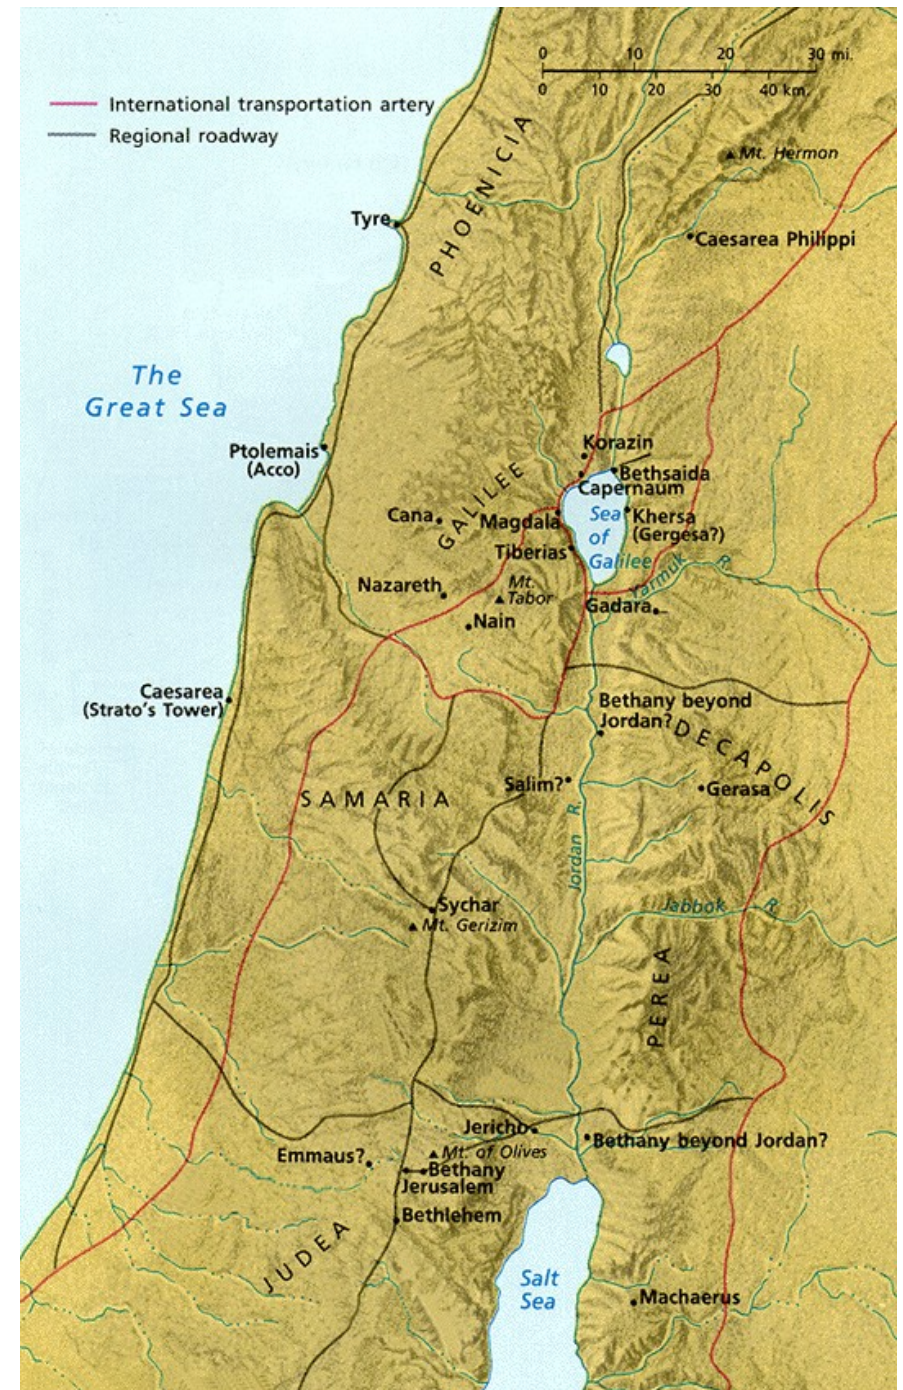 0 10 20 30 mi.
0 10 20 30 40 km.
International transportation artery
Regional roadway
PHOENICIA
Mt. Hermon
Tyre
Caesarea Philippi
The
Great Sea
Ptolemais
(Acco)
Korazin
Bethsaida
Capernaum
GALILEE
Cana
Magdala
Sea
of
Galilee
Khersa
(Gergesa?)
Tiberias
Yarmuk R.
Nazareth
Mt.
Tabor
Gadara
Nain
Caesarea
(Strato's Tower)
Bethany beyond
Jordan?
DECAPOLIS
Salim?
Gerasa
SAMARIA
Jordan R.
Sychar
Mt. Gerizim
Jabbok R.
PEREA
Jericho
Bethany beyond Jordan?
Emmaus?
Mt. of Olives
Bethany
Jerusalem
Bethlehem
JUDEA
Salt
Sea
Machaerus